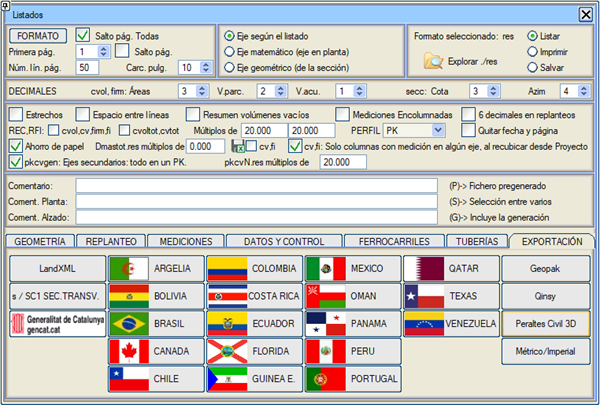 Listados
FORMATO Salto pág. Todas
Primera pág. 1 Salto pág.
Núm. lín. pág. 50 Carc. pulg. 10
Eje según el listado
Eje matemático (eje en planta)
Eje geométrico (de la sección)
Formato seleccionado: res
Explorar ./res
Listar
Imprimir
Salvar
DECIMALES cvol, firm: Áreas 3 V.parc. 2 V.acu. 1 secc: Cota 3 Azim 4
Estrechos Espacio entre líneas Resumen volúmenes vacíos Mediciones Encolumnadas 6 decimales en replanteos
REC,RFI: cvol,cv,firm,fi cvoltot,cvtot Múltiplos de 20.000 20.000 PERFIL PK Quitar fecha y página
Ahorro de papel Dmastot.res múltiplos de 0.000 cv,fi cv,fi: Solo columnas con medición en algún eje, al recubicar desde Proyecto
pkcvgen: Ejes secundarios: todo en un PK. pkcvN.res múltiplos de 20.000
Comentario: (P)-> Fichero pregenerado
Coment. Planta: (S)-> Selección entre varios
Coment. Alzado: (G)-> Incluye la generación
GEOMETRÍA REPLANTEO MEDICIONES DATOS Y CONTROL FERROCARRILES TUBERÍAS EXPORTACIÓN
LandXML ARGELIA COLOMBIA MEXICO QATAR Geopak
s / SC1 SEC.TRANSV. BOLIVIA COSTA RICA OMAN TEXAS Qinsy
Generalitat de Catalunya
gencat.cat
BRASIL ECUADOR PANAMA VENEZUELA Peraltes Civil 3D
CANADA FLORIDA PERU Métrico/Imperial
CHILE GUINEA E. PORTUGAL